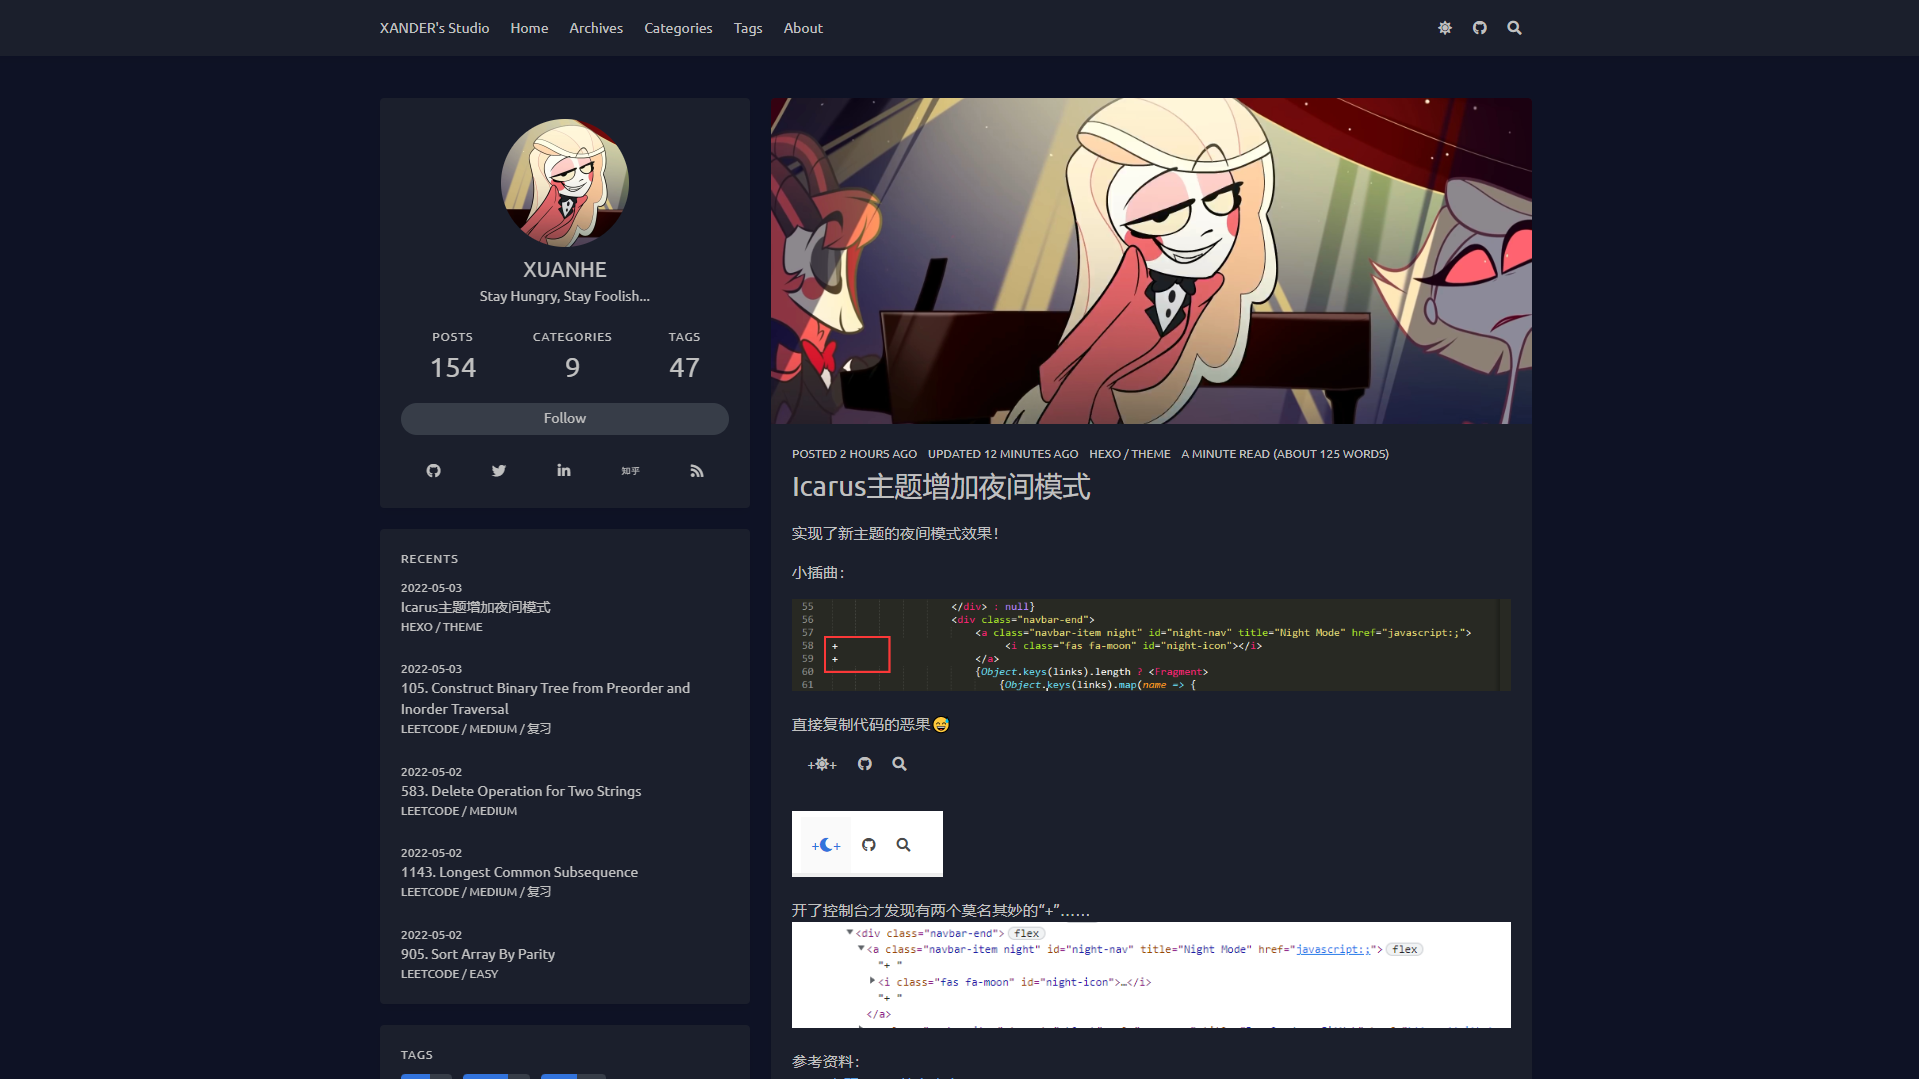 XANDER's Studio Home Archives Categories Tags About
XUANHE
Stay Hungry, Stay Foolish...
POSTS CATEGORIES TAGS
154 9 47
Follow
知乎
RECENTS
2022-05-03
Icarus主题增加夜间模式
HEXO / THEME
2022-05-03
105. Construct Binary Tree from Preorder and
Inorder Traversal
LEETCODE / MEDIUM / 复习
2022-05-02
583. Delete Operation for Two Strings
LEETCODE / MEDIUM
2022-05-02
1143. Longest Common Subsequence
LEETCODE / MEDIUM / 复习
2022-05-02
905. Sort Array By Parity
LEETCODE / EASY
TAGS
POSTED 2 HOURS AGO UPDATED 12 MINUTES AGO HEXO / THEME A MINUTE READ (ABOUT 125 WORDS)
Icarus主题增加夜间模式
实现了新主题的夜间模式效果！
小插曲：
55 </div> : null}
56 <div class="navbar-end">
57 <a class="navbar-item night" id="night-nav" title="Night Mode" href="javascript:;">
58 + <i class="fas fa-moon" id="night-icon"></i>
59 + </a>
60 {Object.keys(links).length ? <Fragment>
61 {Object.keys(links).map(name => {
直接复制代码的恶果😅
+ +
+ +
开了控制台才发现有两个莫名其妙的“+”……
<div class="navbar-end"> flex
<a class="navbar-item night" id="night-nav" title="Night Mode" href="javascript:;"> flex
"+ "
<i class="fas fa-moon" id="night-icon">…</i>
"+ "
</a>
参考资料：